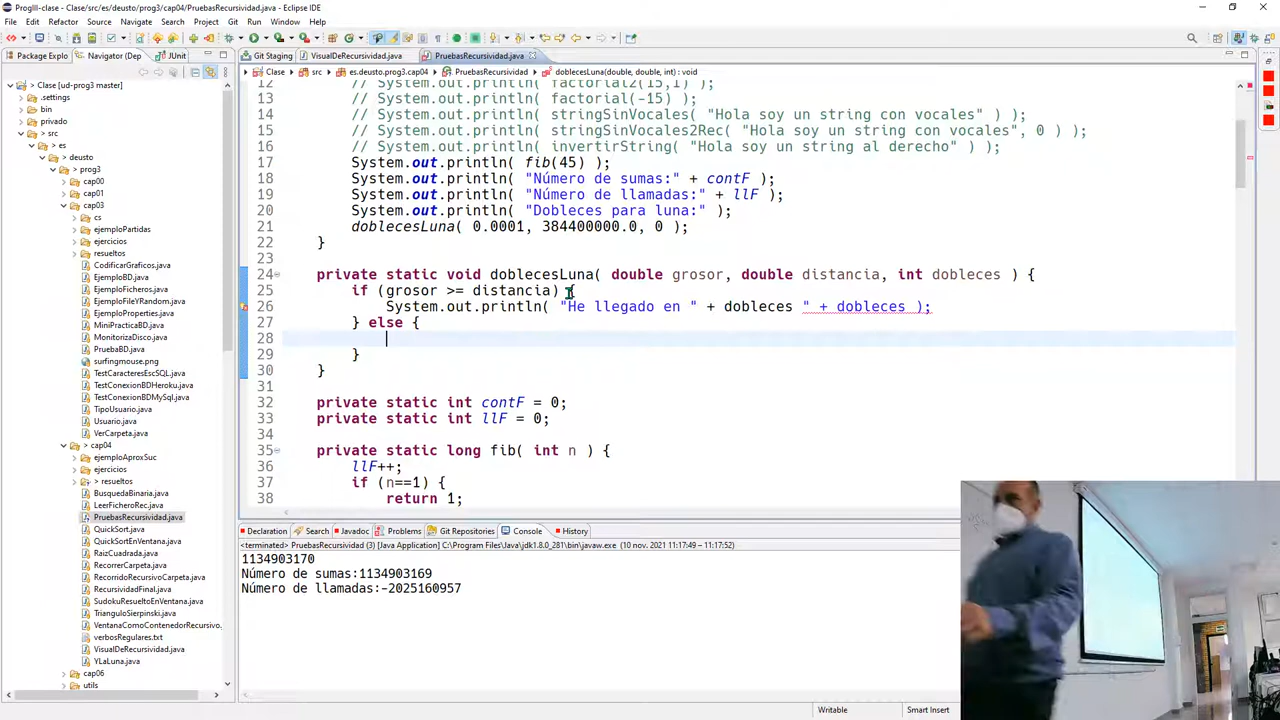 ProgIII-clase - Clase/src/es/deusto/prog3/cap04/PruebasRecursividad.java - Eclipse IDE
File Edit Refactor Source Navigate Search Project Git Run Window Help
Package Explo Navigator (Dep JUnit
Git Staging VisualDeRecursividad.java PruebasRecursividad.java
Clase src es.deusto.prog3.cap04 PruebasRecursividad doblecesLuna(double, double, int) : void
Clase [ud-prog3 master]
.settings
bin
privado
> src
> es
> deusto
> prog3
cap00
cap01
cap03
cs
ejemploPartidas
ejercicios
resueltos
CodificarGraficos.java
EjemploBD.java
EjemploFechas.java
EjemploFileYRandom.java
EjemploProperties.java
MiniPracticaBD.java
MonitorizaDisco.java
PruebaBD.java
surfingmouse.png
TestCaracteresEscSQL.java
TestConexionBDHeroku.java
TestConexionBDMySql.java
TipoUsuario.java
Usuario.java
VerCarpeta.java
> cap04
ejemploAproxSuc
ejercicios
> resueltos
BusquedaBinaria.java
LeerFicheroRec.java
PruebasRecursividad.java
QuickSort.java
QuickSortEnVentana.java
RaizCuadrada.java
RecorrerCarpeta.java
RecorridoRecursivoCarpeta.java
RecursividadFinal.java
SudokuResueltoEnVentana.java
TrianguloSierpinski.java
VentanaComoContenedorRecursivo.
verbosRegulares.txt
VisualDeRecursividad.java
YLaLuna.java
cap06
utils
12 // System.out.println( factorial2(15,1) );
13 // System.out.println( factorial(-15) );
14 // System.out.println( stringSinVocales( "Hola soy un string con vocales" ) );
15 // System.out.println( stringSinVocales2Rec( "Hola soy un string con vocales", 0 ) );
16 // System.out.println( invertirString( "Hola soy un string al derecho" ) );
17 System.out.println( fib(45) );
18 System.out.println( "Número de sumas:" + contF );
19 System.out.println( "Número de llamadas:" + llF );
20 System.out.println( "Dobleces para luna:" );
21 doblecesLuna( 0.0001, 384400000.0, 0 );
22 }
23
24 private static void doblecesLuna( double grosor, double distancia, int dobleces ) {
25 if (grosor >= distancia) {
26 System.out.println( "He llegado en " + dobleces " + dobleces );
27 } else {
28
29 }
30 }
31
32 private static int contF = 0;
33 private static int llF = 0;
34
35 private static long fib( int n ) {
36 llF++;
37 if (n==1) {
38 return 1;
Declaration Search Javadoc Problems Git Repositories Console History
<terminated> PruebasRecursividad (3) [Java Application] C:\Program Files\Java\jdk1.8.0_281\bin\javaw.exe (10 nov. 2021 11:17:49 – 11:17:52)
1134903170
Número de sumas:1134903169
Número de llamadas:-2025160957
Writable Smart Insert